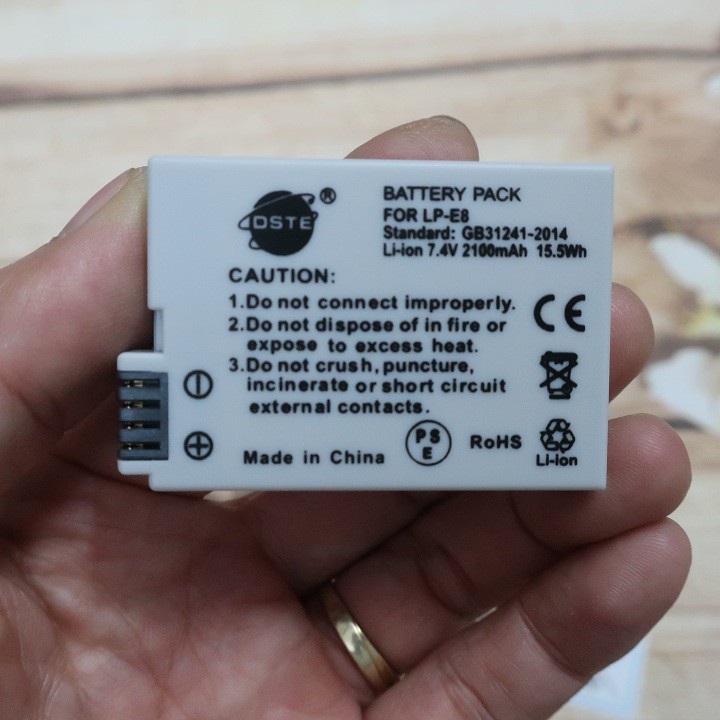 DSTE®
BATTERY PACK
FOR LP-E8
Standard: GB31241-2014
Li-ion 7.4V 2100mAh 15.5Wh
CAUTION:
1.Do not connect improperly.
2.Do not dispose of in fire or
expose to excess heat.
3.Do not crush, puncture,
incinerate or short circuit
external contacts.
CE
Made in China
PSE
RoHS
Li-ion